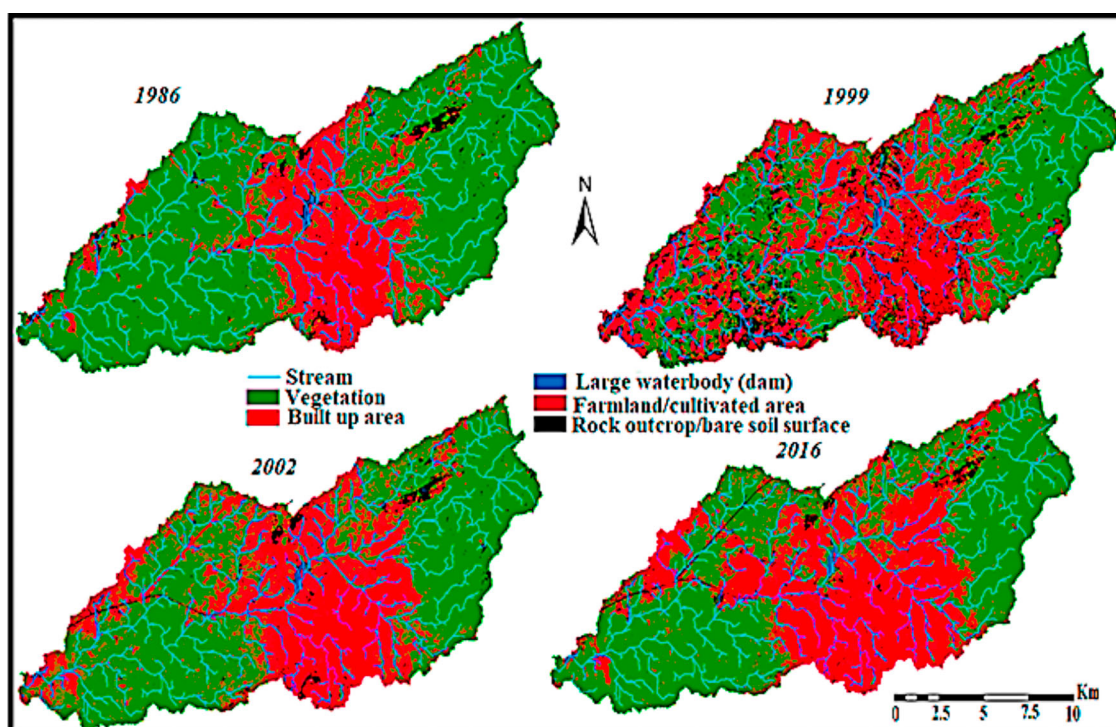 1986
1999
N
Stream
Vegetation
Built up area
Large waterbody (dam)
Farmland/cultivated area
Rock outcrop/bare soil surface
2002
2016
Km
0 2.5 5 7.5 10